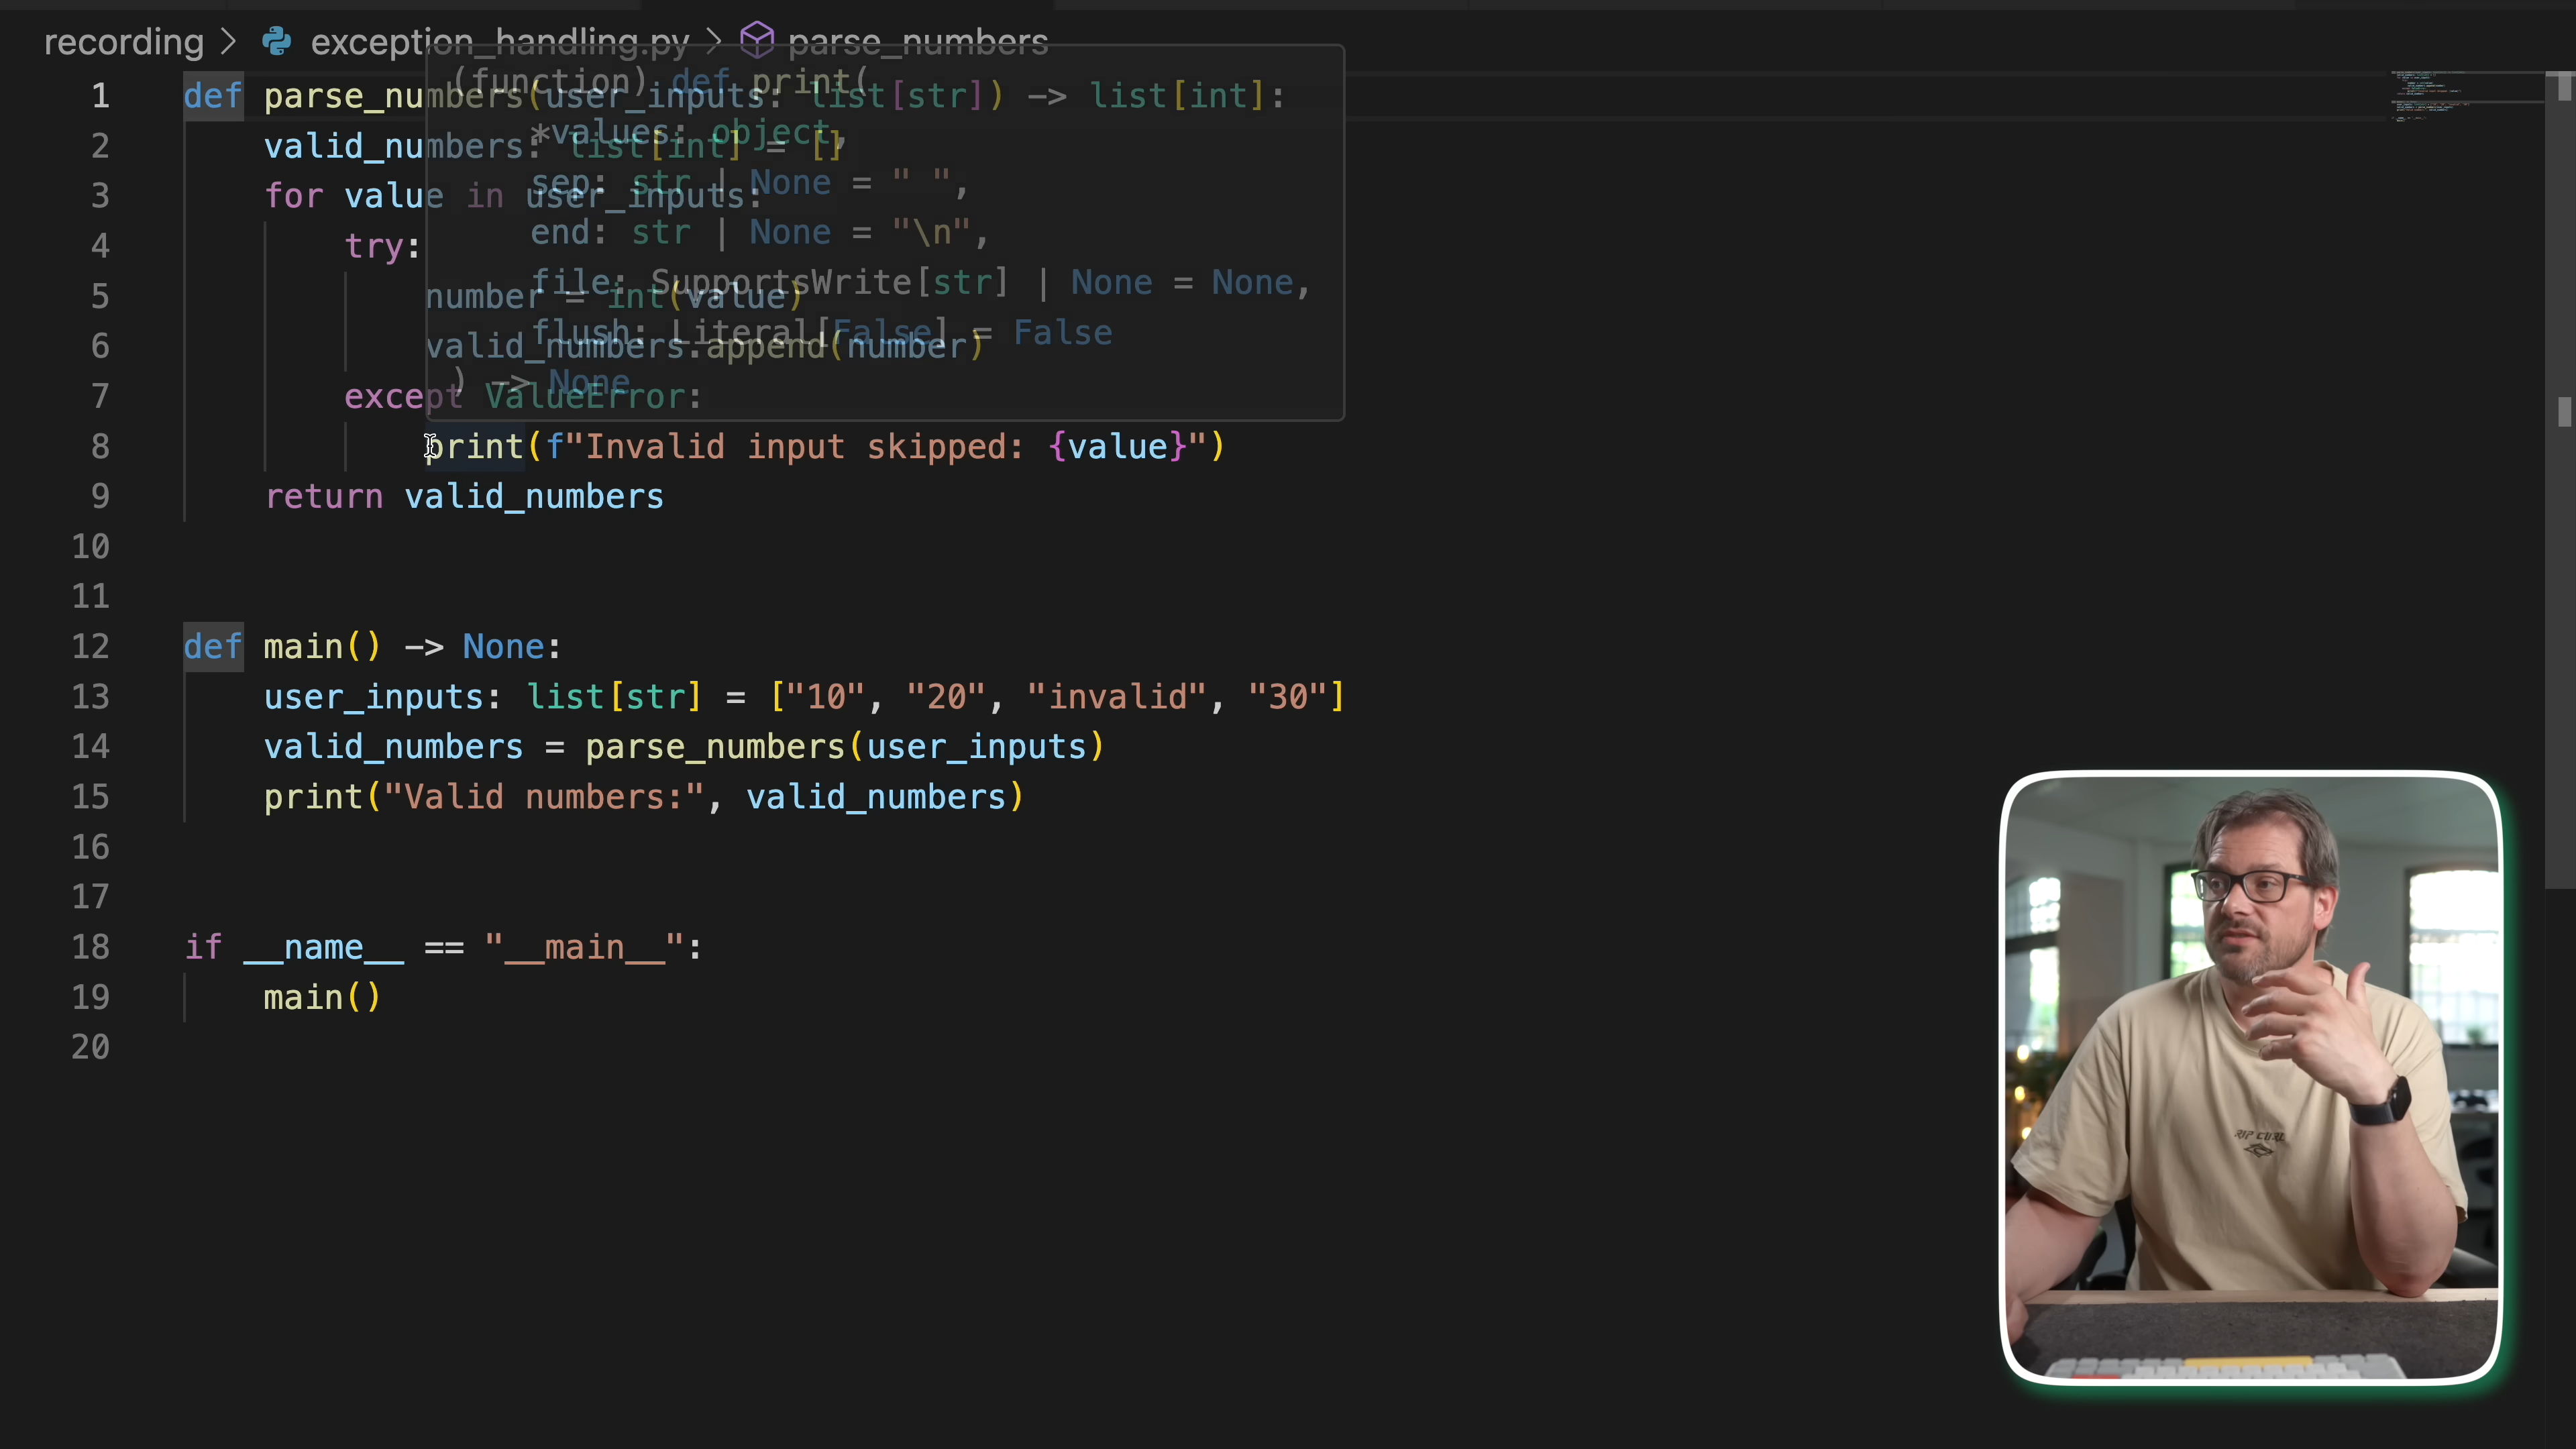 recording > exception_handling.py > parse_numbers
1 def parse_numbers(user_inputs: list[str]) -> list[int]:
2 valid_numbers: list[int] = []
3 for value in user_inputs:
4 try:
5 number = int(value)
6 valid_numbers.append(number)
7 except ValueError:
8 print(f"Invalid input skipped: {value}")
9 return valid_numbers
10
11
12 def main() -> None:
13 user_inputs: list[str] = ["10", "20", "invalid", "30"]
14 valid_numbers = parse_numbers(user_inputs)
15 print("Valid numbers:", valid_numbers)
16
17
18 if __name__ == "__main__":
19 main()
20
(function) def print(
*values: object,
sep: str | None = " ",
end: str | None = "\n",
file: SupportsWrite[str] | None = None,
flush: Literal[False] = False
) -> None
RIP CURL